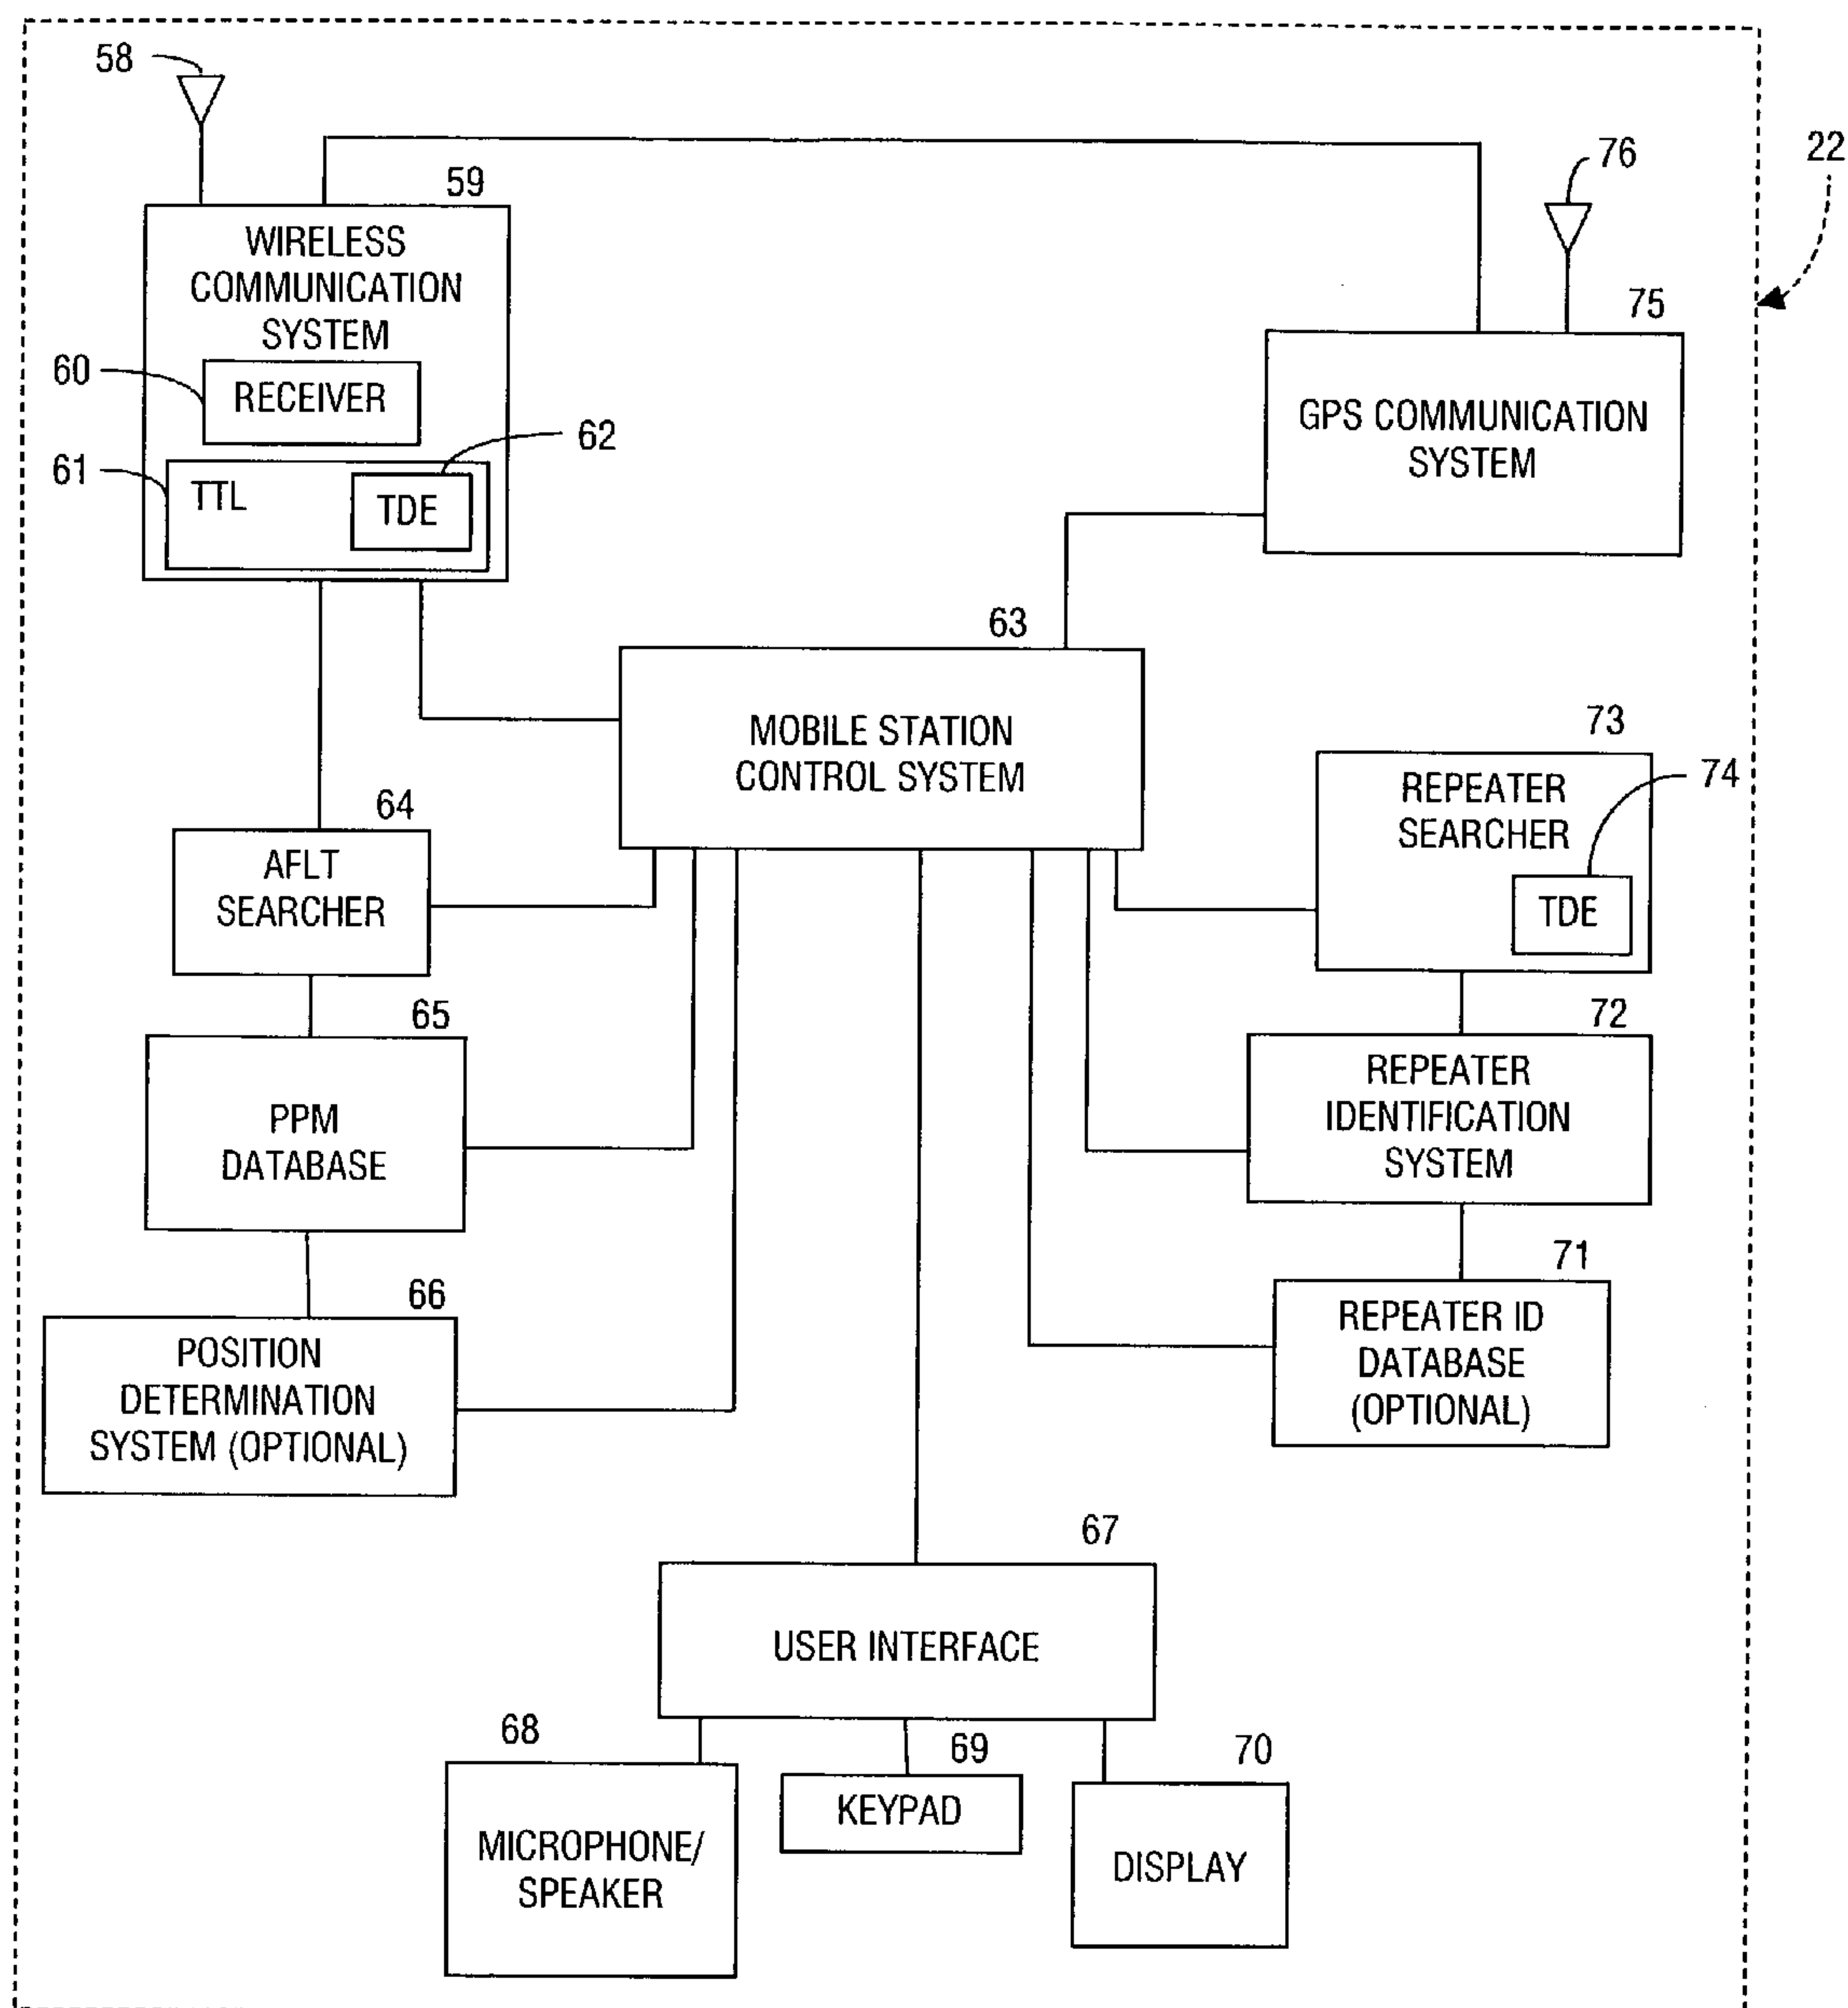 58
76
22
59
WIRELESS
COMMUNICATION
SYSTEM
60
RECEIVER
62
61
TTL
TDE
75
GPS COMMUNICATION
SYSTEM
63
MOBILE STATION
CONTROL SYSTEM
73
REPEATER
SEARCHER
74
TDE
64
AFLT
SEARCHER
65
PPM
DATABASE
72
REPEATER
IDENTIFICATION
SYSTEM
66
POSITION
DETERMINATION
SYSTEM (OPTIONAL)
71
REPEATER ID
DATABASE
(OPTIONAL)
67
USER INTERFACE
68
MICROPHONE/
SPEAKER
69
KEYPAD
70
DISPLAY